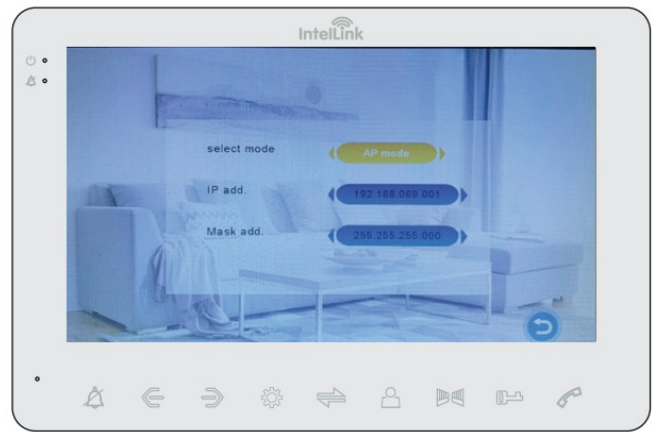 IntelLink
select mode AP mode
IP add. 192.168.069.001
Mask add. 255.255.255.000